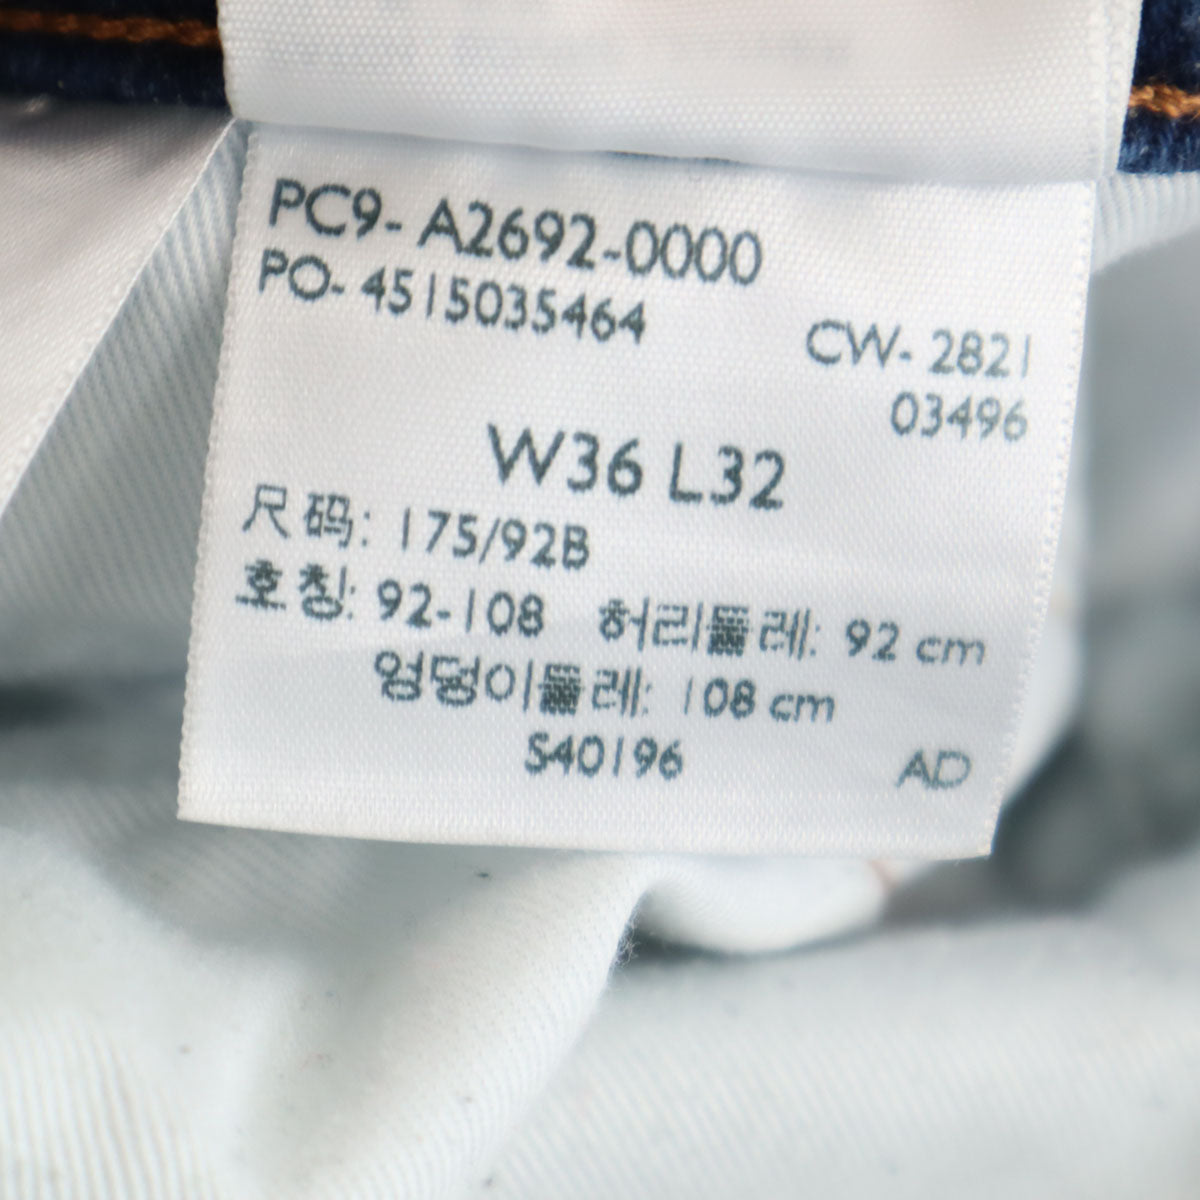 PC9- A2692-0000
PO- 4515035464
CW- 2821
03496
W36 L32
尺码: 175/92B
호칭: 92-108 허리둘레: 92 cm
엉덩이둘레: 108 cm
S40196 AD